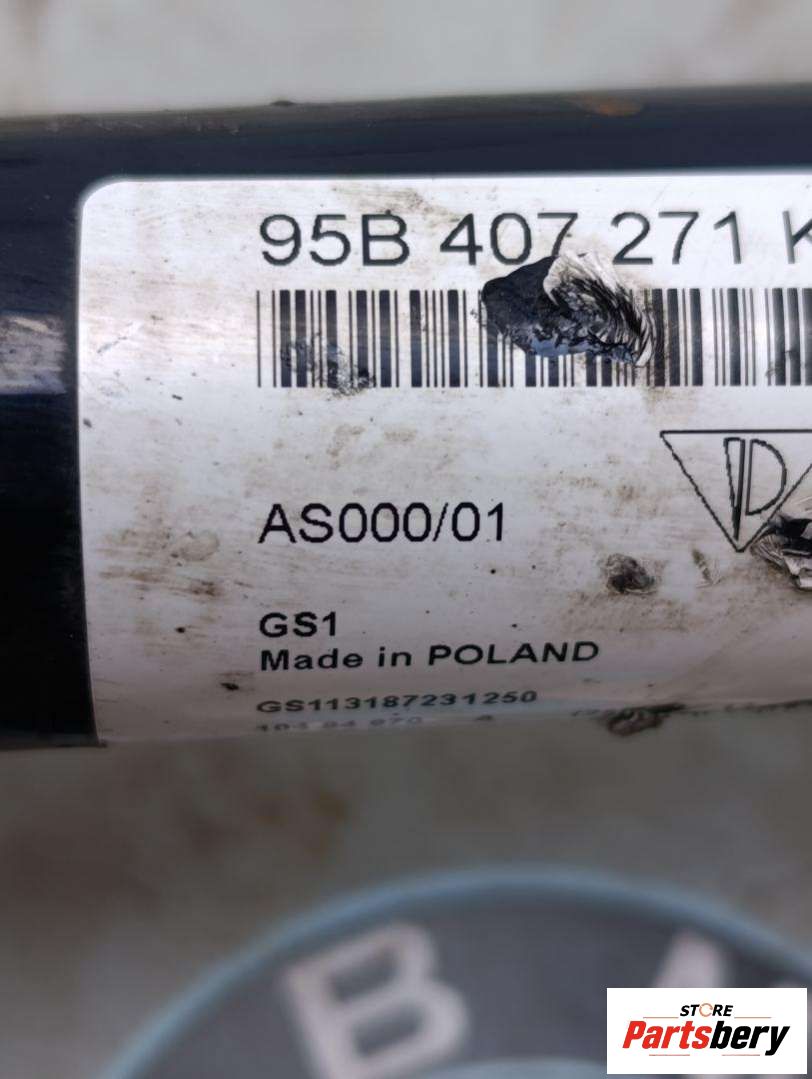 95B 407 271 K
AS000/01
GS1
Made in POLAND
GS113187231250
B
STORE
Partsbery